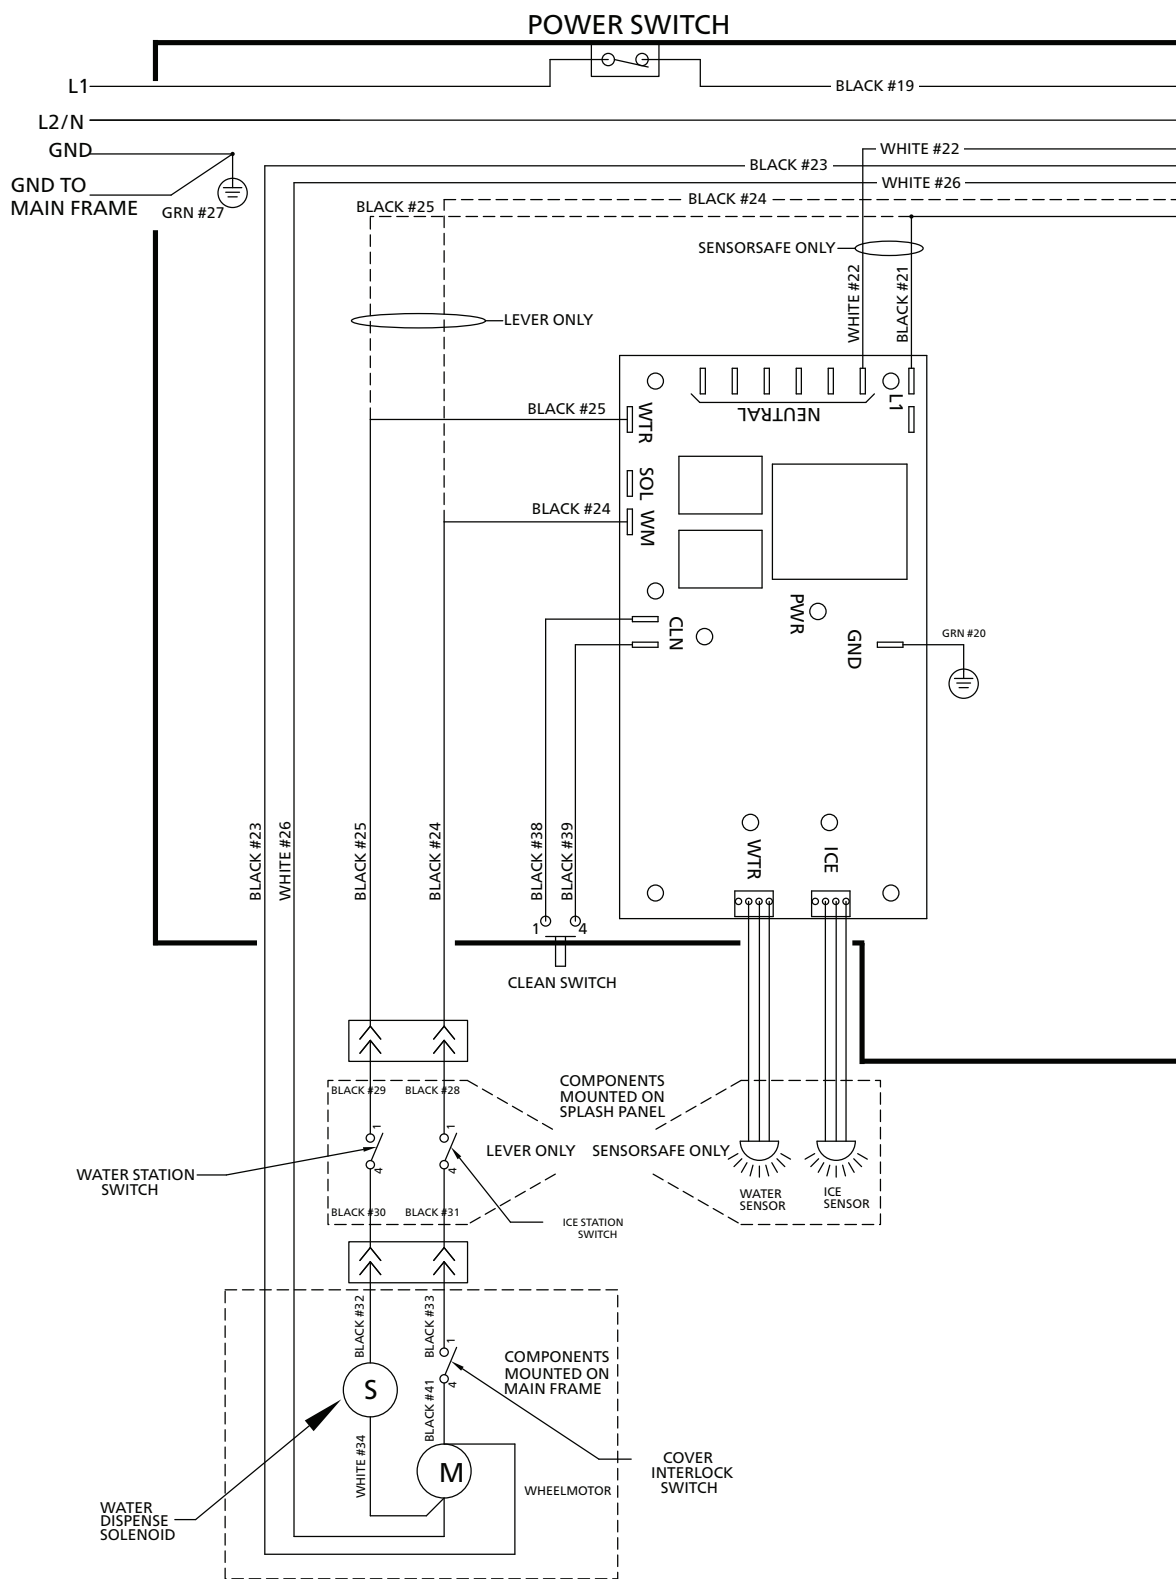 POWER SWITCH
L1
BLACK #19
L2/N
GND
WHITE #22
BLACK #23
GND TO
MAIN FRAME
GRN #27
WHITE #26
BLACK #24
BLACK #25
SENSORSAFE ONLY
WHITE #22
BLACK #21
LEVER ONLY
NEUTRAL
L1
BLACK #25
WTR
SOL
BLACK #24
WM
PWR
CLN
GND
GRN #20
BLACK #23
WHITE #26
BLACK #25
BLACK #24
BLACK #38
BLACK #39
WTR
ICE
1
4
CLEAN SWITCH
COMPONENTS
MOUNTED ON
SPLASH PANEL
BLACK #29
BLACK #28
1
1
LEVER ONLY
SENSORSAFE ONLY
WATER STATION
SWITCH
4
4
WATER
SENSOR
ICE
SENSOR
BLACK #30
BLACK #31
ICE STATION
SWITCH
BLACK #32
BLACK #33
1
COMPONENTS
MOUNTED ON
MAIN FRAME
4
S
BLACK #41
WHITE #34
M
WHEELMOTOR
COVER
INTERLOCK
SWITCH
WATER
DISPENSE
SOLENOID